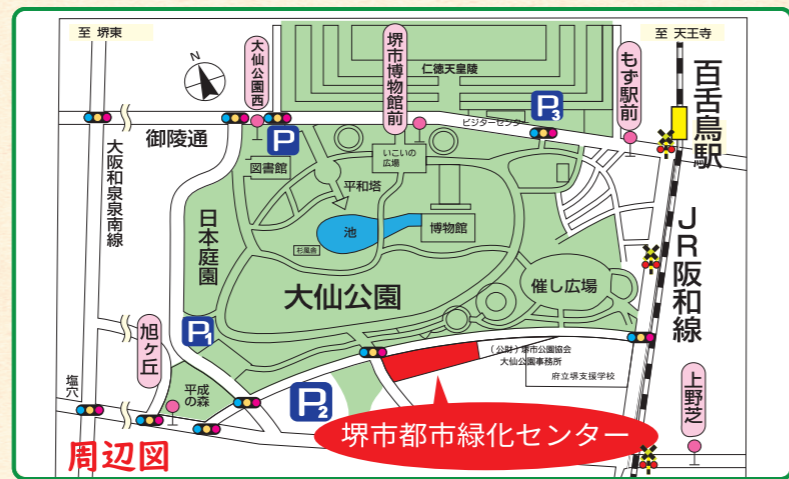 至 堺東
大仙公園西
N
堺市博物館前
仁徳天皇陵
もず駅前
至 天王寺
百舌鳥駅
P3
ビジターセンター
御陵通
P
大阪和泉泉南線
図書館
いこいの
広場
平和塔
日本庭園
池
博物館
JR阪和線
大仙公園
催し広場
旭ヶ丘
P1
(公財)堺市公園協会
大仙公園事務所
府立堺支援学校
塩穴
平成
の森
P2
上野芝
堺市都市緑化センター
周辺図